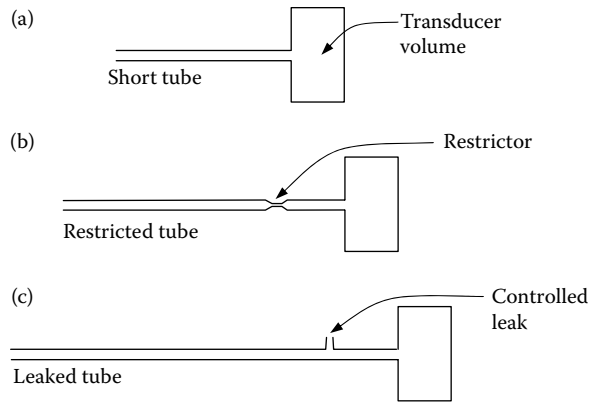 (a)
Transducer
volume
Short tube
(b)
Restrictor
Restricted tube
(c)
Controlled
leak
Leaked tube